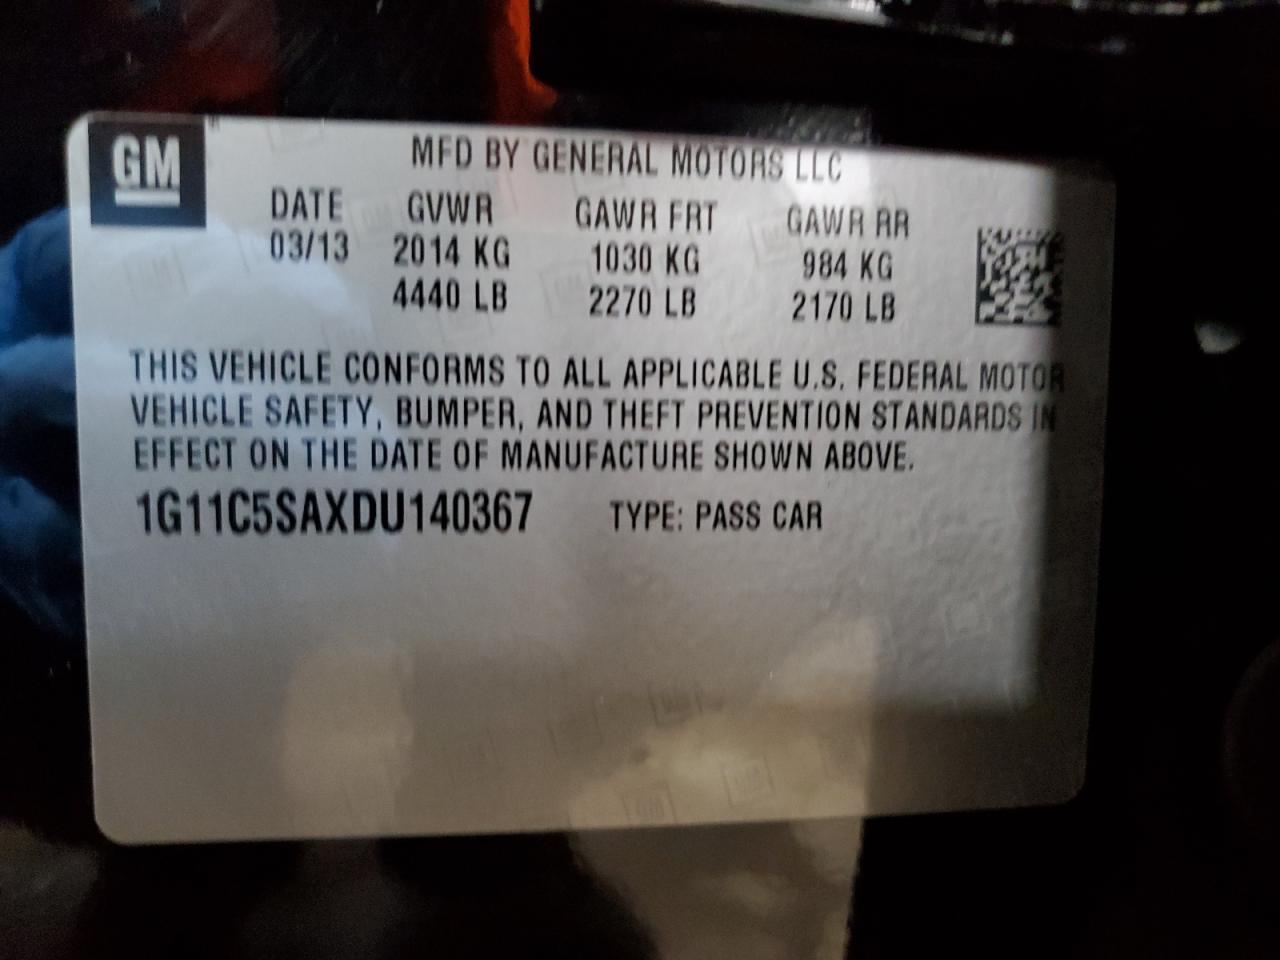 GM
MFD BY GENERAL MOTORS LLC
DATE GVWR GAWR FRT GAWR RR
03/13 2014 KG 1030 KG 984 KG
4440 LB 2270 LB 2170 LB
THIS VEHICLE CONFORMS TO ALL APPLICABLE U.S. FEDERAL MOTOR
VEHICLE SAFETY, BUMPER, AND THEFT PREVENTION STANDARDS IN
EFFECT ON THE DATE OF MANUFACTURE SHOWN ABOVE.
1G11C5SAXDU140367 TYPE: PASS CAR